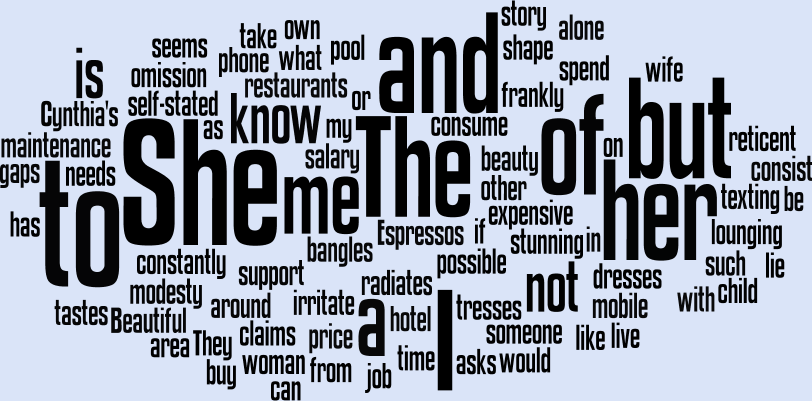 story
own
alone
take
seems
and
what
pool
shape
phone
is
omission
spend
wife
restaurants
but
frankly
or
self-stated
Cynthia's
know
as
my
The
consume
of
on
reticent
maintenance
She
salary
beauty
consist
gaps
needs
to
me
other
her
texting
be
expensive
has
Espressos
if
stunning
in
lounging
bangles
constantly
support
possible
such
lie
not
dresses
radiates
modesty
around
irritate
a
I
tresses
mobile
with
child
hotel
tastes
Beautiful
claims
price
someone
like
live
area
They
woman
from
time
asks
would
buy
job
can